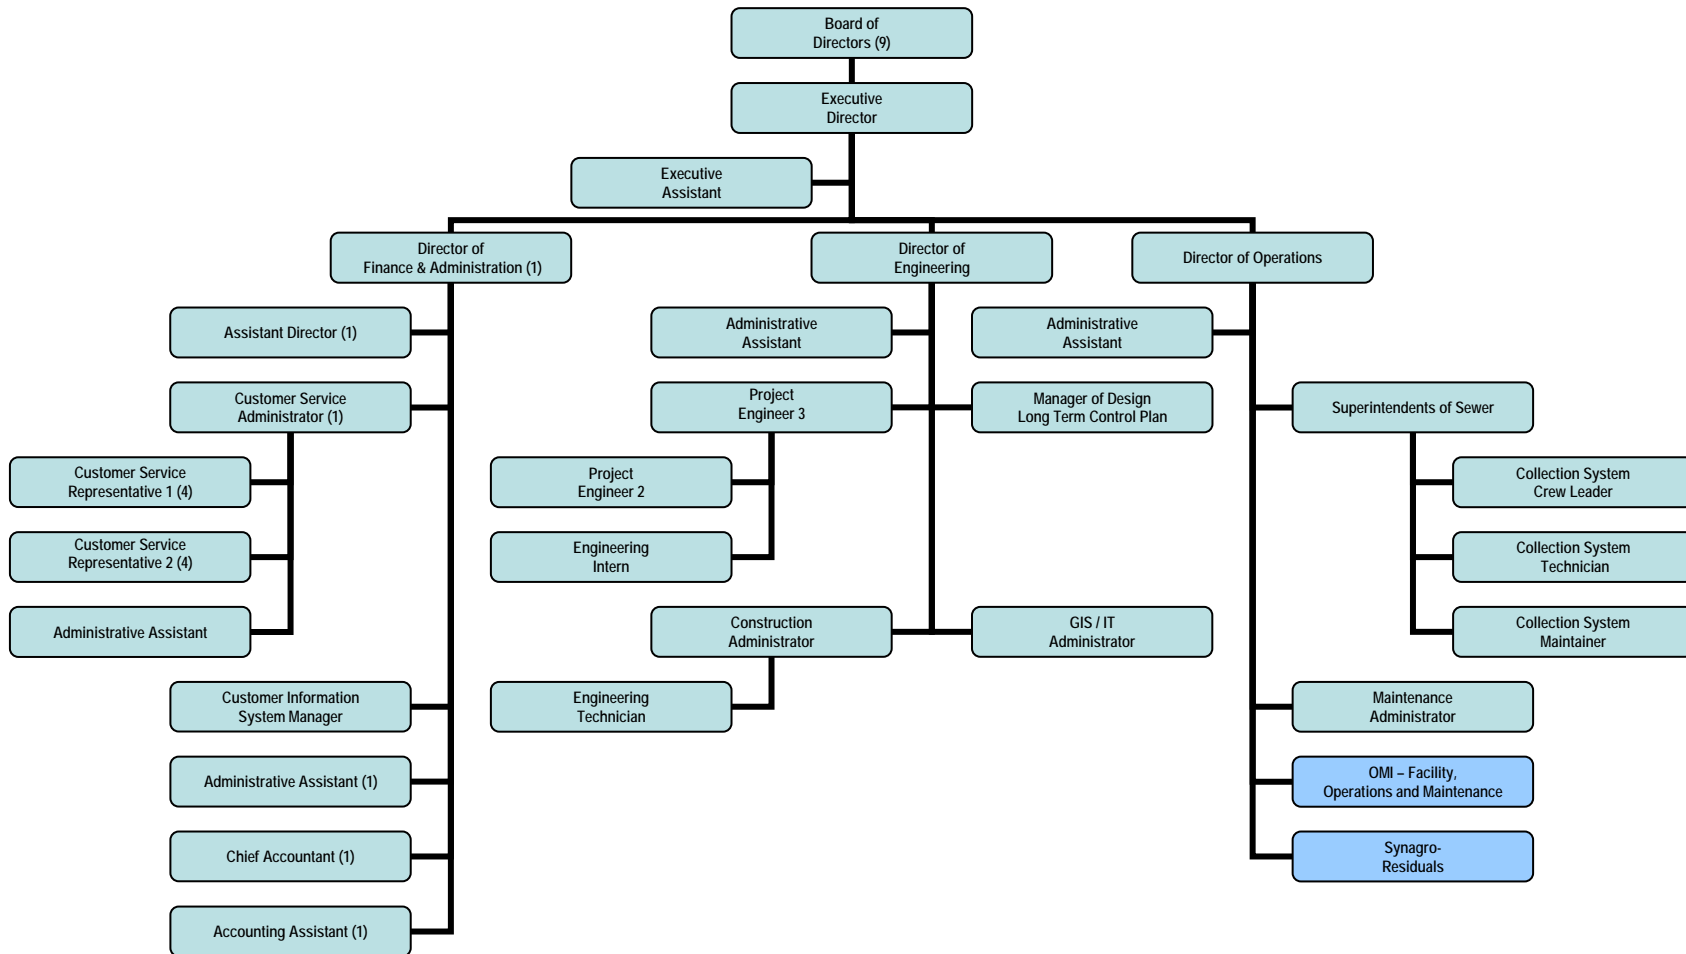 Board of
Directors (9)
Executive
Director
Executive
Assistant
Director of
Finance & Administration (1)
Director of
Engineering
Director of Operations
Assistant Director (1)
Administrative
Assistant
Administrative
Assistant
Customer Service
Administrator (1)
Project
Engineer 3
Manager of Design
Long Term Control Plan
Superintendents of Sewer
Customer Service
Representative 1 (4)
Project
Engineer 2
Collection System
Crew Leader
Customer Service
Representative 2 (4)
Engineering
Intern
Collection System
Technician
Administrative Assistant
Construction
Administrator
GIS / IT
Administrator
Collection System
Maintainer
Customer Information
System Manager
Engineering
Technician
Maintenance
Administrator
Administrative Assistant (1)
OMI – Facility,
Operations and Maintenance
Chief Accountant (1)
Synagro-
Residuals
Accounting Assistant (1)